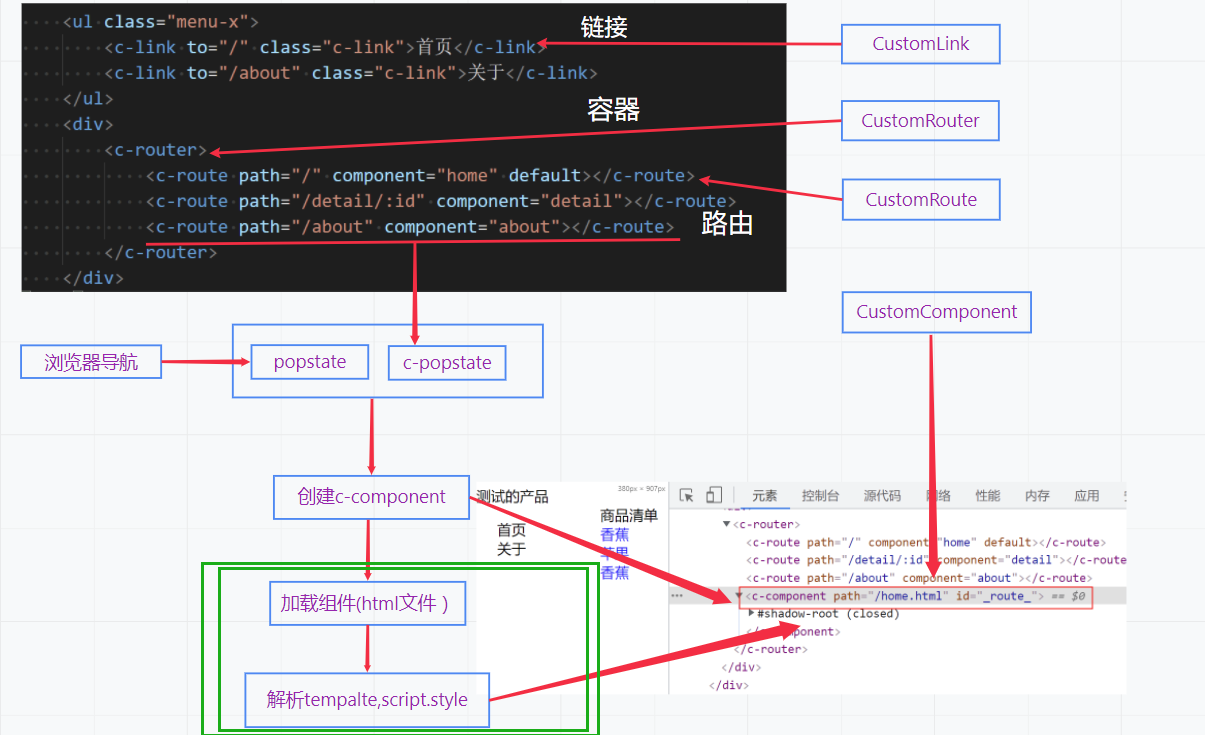 <ul class="menu-x">
<c-link to="/" class="c-link">首页</c-link>
链接
CustomLink
<c-link to="/about" class="c-link">关于</c-link>
</ul>
容器
<div>
CustomRouter
<c-router>
<c-route path="/" component="home" default></c-route>
<c-route path="/detail/:id" component="detail"></c-route>
CustomRoute
<c-route path="/about" component="about"></c-route>
路由
</c-router>
</div>
CustomComponent
浏览器导航
popstate
c-popstate
创建c-component
测试的产品
380px × 907px
首页
关于
商品清单
香蕉
苹果
香蕉
元素 控制台 源代码 网络 性能 内存 应用
<c-router>
<c-route path="/" component="home" default></c-route>
<c-route path="/detail/:id" component="detail"></c-route
<c-route path="/about" component="about"></c-route>
<c-component path="/home.html" id="_route_"> == $0
#shadow-root (closed)
</c-component>
</c-router>
</div>
</div>
加载组件(html文件 )
解析tempalte,script.style